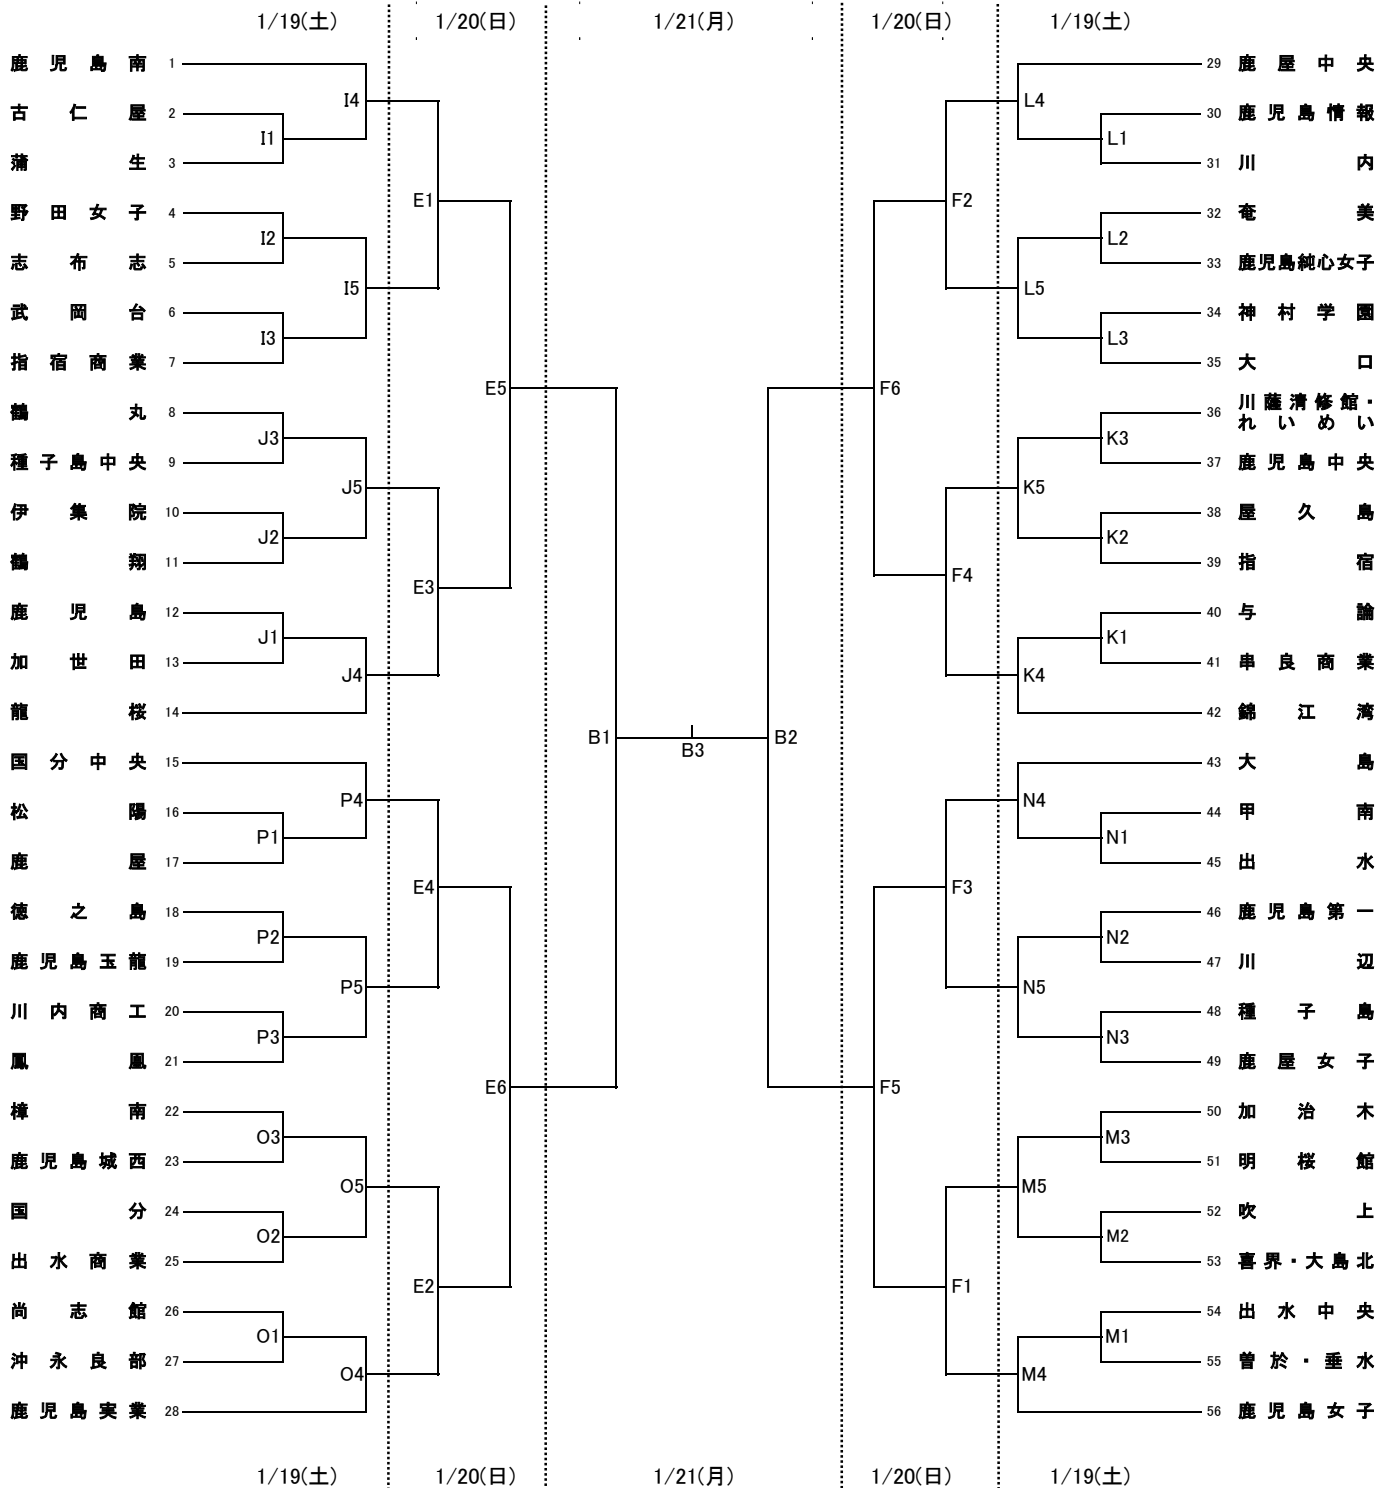 1/19(土) 1/20(日) 1/21(月) 1/20(日) 1/19(土)
鹿児島南 1 29 鹿屋中央
I4 L4
古仁屋 2 30 鹿児島情報
I1 L1
蒲生 3 31 川内
E1 F2
野田女子 4 32 奄美
I2 L2
志布志 5 33 鹿児島純心女子
I5 L5
武岡台 6 34 神村学園
I3 L3
指宿商業 7 35 大口
E5 F6
鶴丸 8 36 川薩清修館・
れいめい
J3 K3
種子島中央 9 37 鹿児島中央
J5 K5
伊集院 10 38 屋久島
J2 K2
鶴翔 11 39 指宿
E3 F4
鹿児島 12 40 与論
J1 K1
加世田 13 41 串良商業
J4 K4
龍桜 14 42 錦江湾
B1 B3 B2
国分中央 15 43 大島
P4 N4
松陽 16 44 甲南
P1 N1
鹿屋 17 45 出水
E4 F3
徳之島 18 46 鹿児島第一
P2 N2
鹿児島玉龍 19 47 川辺
P5 N5
川内商工 20 48 種子島
P3 N3
鳳凰 21 49 鹿屋女子
E6 F5
樟南 22 50 加治木
O3 M3
鹿児島城西 23 51 明桜館
O5 M5
国分 24 52 吹上
O2 M2
出水商業 25 53 喜界・大島北
E2 F1
尚志館 26 54 出水中央
O1 M1
沖永良部 27 55 曽於・垂水
O4 M4
鹿児島実業 28 56 鹿児島女子
1/19(土) 1/20(日) 1/21(月) 1/20(日) 1/19(土)